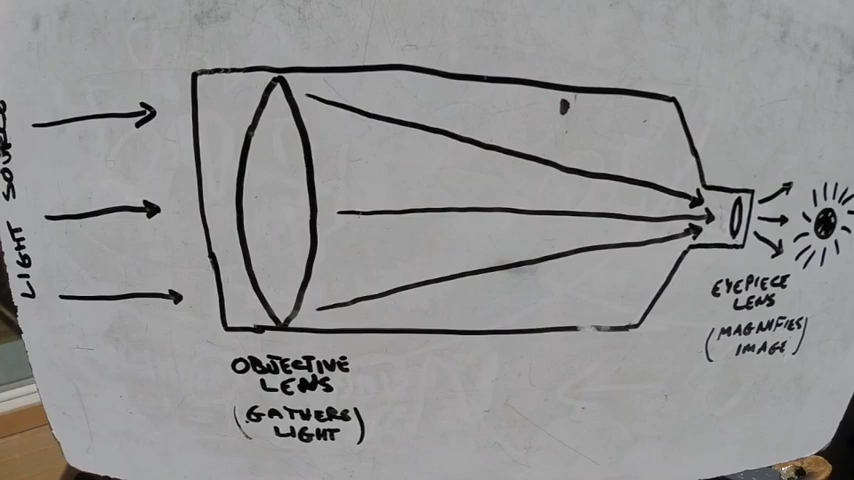 LIGHT SOURCE
OBJECTIVE
LENS
(GATHERS
LIGHT)
EYEPIECE
LENS
(MAGNIFIES
IMAGE)